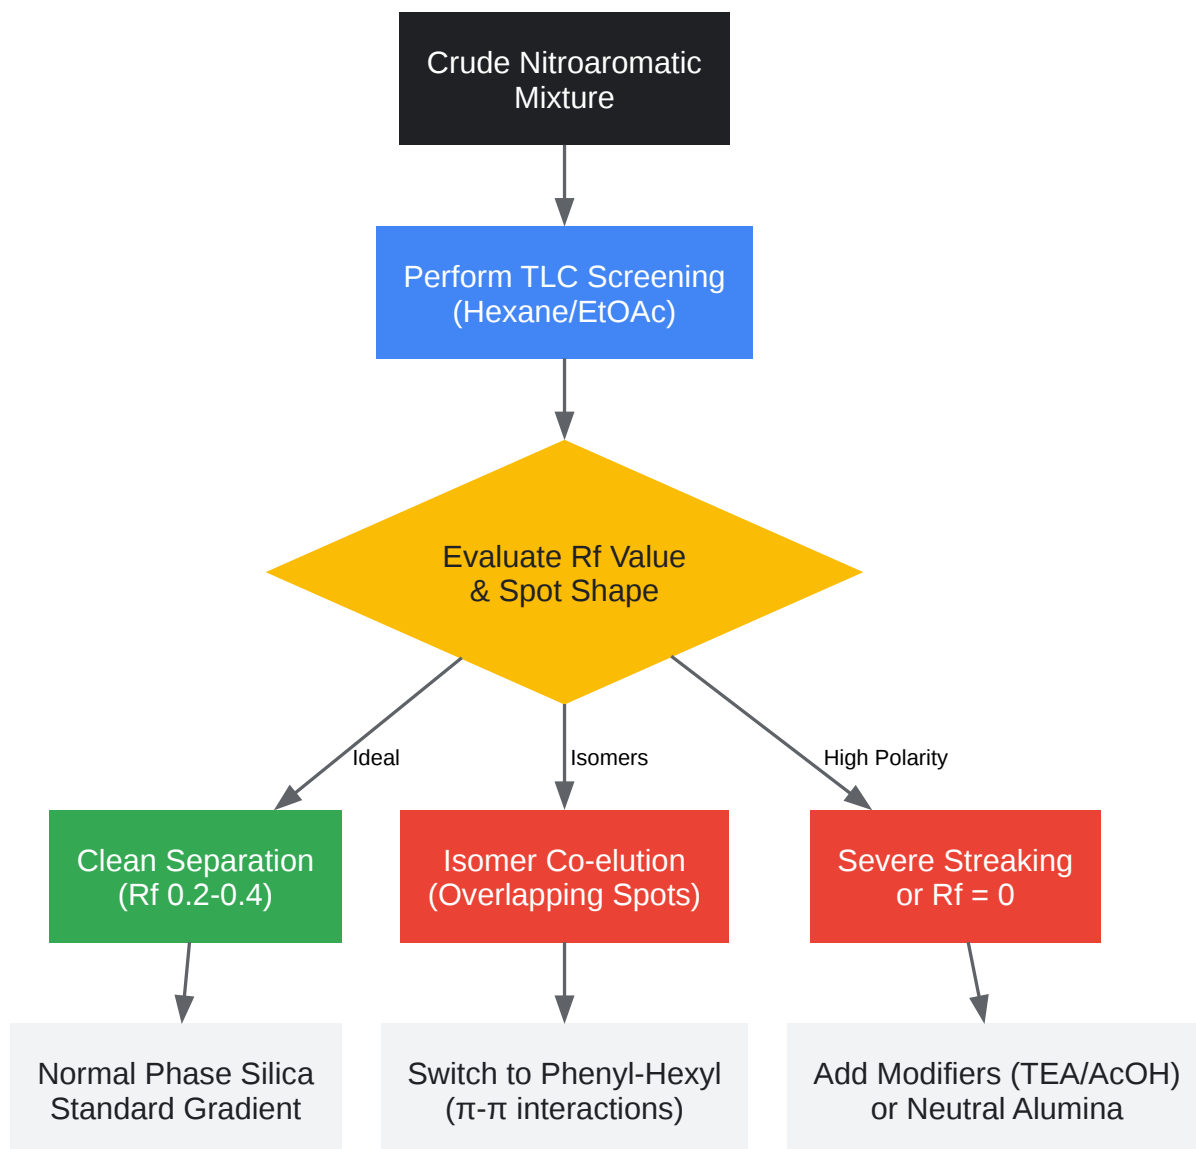 Crude Nitroaromatic
Mixture
Perform TLC Screening
(Hexane/EtOAc)
Evaluate Rf Value
& Spot Shape
Ideal
Isomers
High Polarity
Clean Separation
(Rf 0.2-0.4)
Isomer Co-elution
(Overlapping Spots)
Severe Streaking
or Rf = 0
Normal Phase Silica
Standard Gradient
Switch to Phenyl-Hexyl
(π-π interactions)
Add Modifiers (TEA/AcOH)
or Neutral Alumina